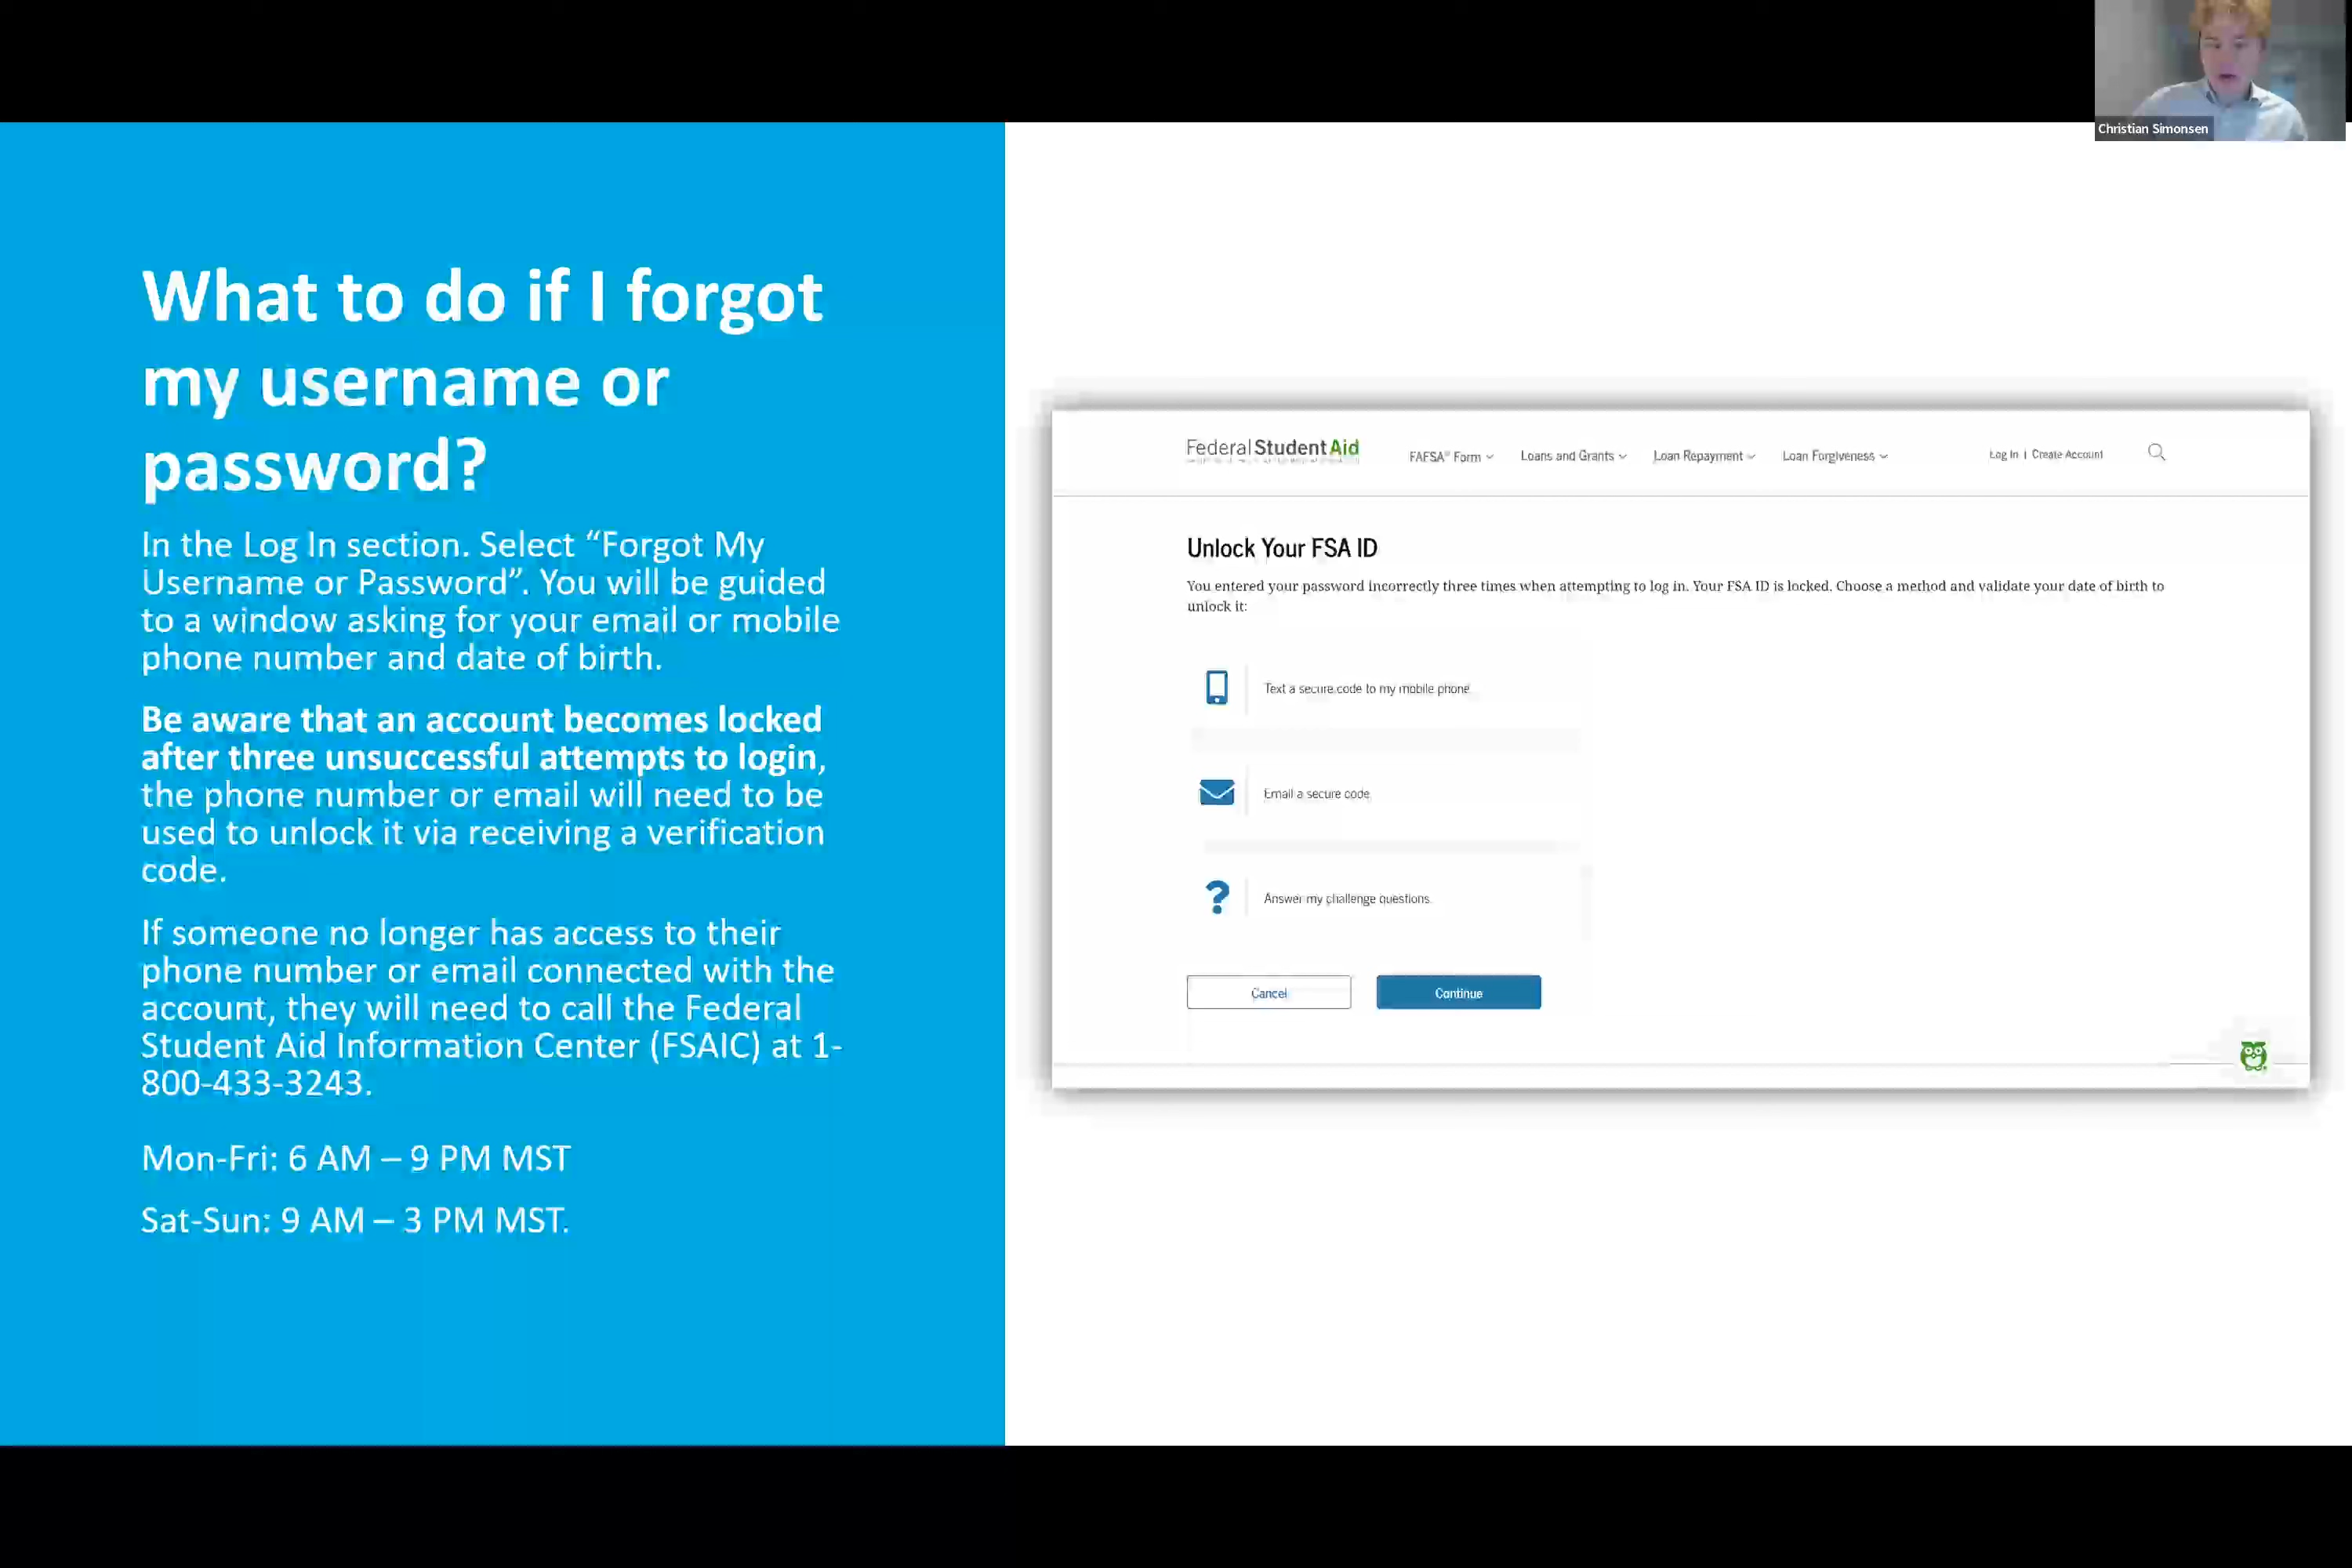 Christian Simonsen
What to do if I forgot
my username or
password?
In the Log In section. Select “Forgot My
Username or Password”. You will be guided
to a window asking for your email or mobile
phone number and date of birth.
Be aware that an account becomes locked
after three unsuccessful attempts to login,
the phone number or email will need to be
used to unlock it via receiving a verification
code.
If someone no longer has access to their
phone number or email connected with the
account, they will need to call the Federal
Student Aid Information Center (FSAIC) at 1-
800-433-3243.
Mon-Fri: 6 AM – 9 PM MST
Sat-Sun: 9 AM – 3 PM MST.
Federal Student Aid
FAFSA® Form
Loans and Grants
Loan Repayment
Loan Forgiveness
Log In | Create Account
Unlock Your FSA ID
You entered your password incorrectly three times when attempting to log in. Your FSA ID is locked. Choose a method and validate your date of birth to
unlock it:
Text a secure code to my mobile phone
Email a secure code
Answer my challenge questions
Cancel
Continue